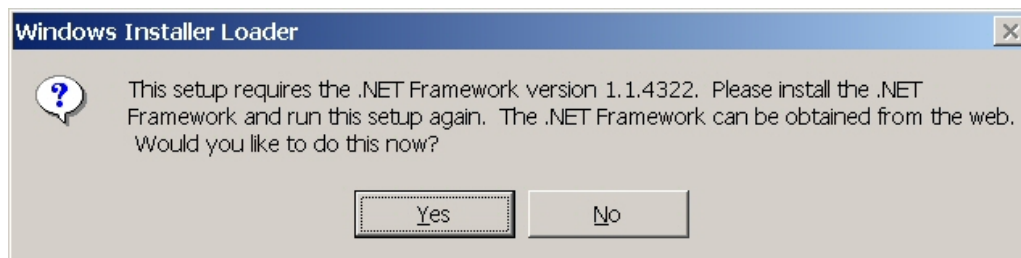 Windows Installer Loader
This setup requires the .NET Framework version 1.1.4322.  Please install the .NET
Framework and run this setup again.  The .NET Framework can be obtained from the web.
Would you like to do this now?
Yes No